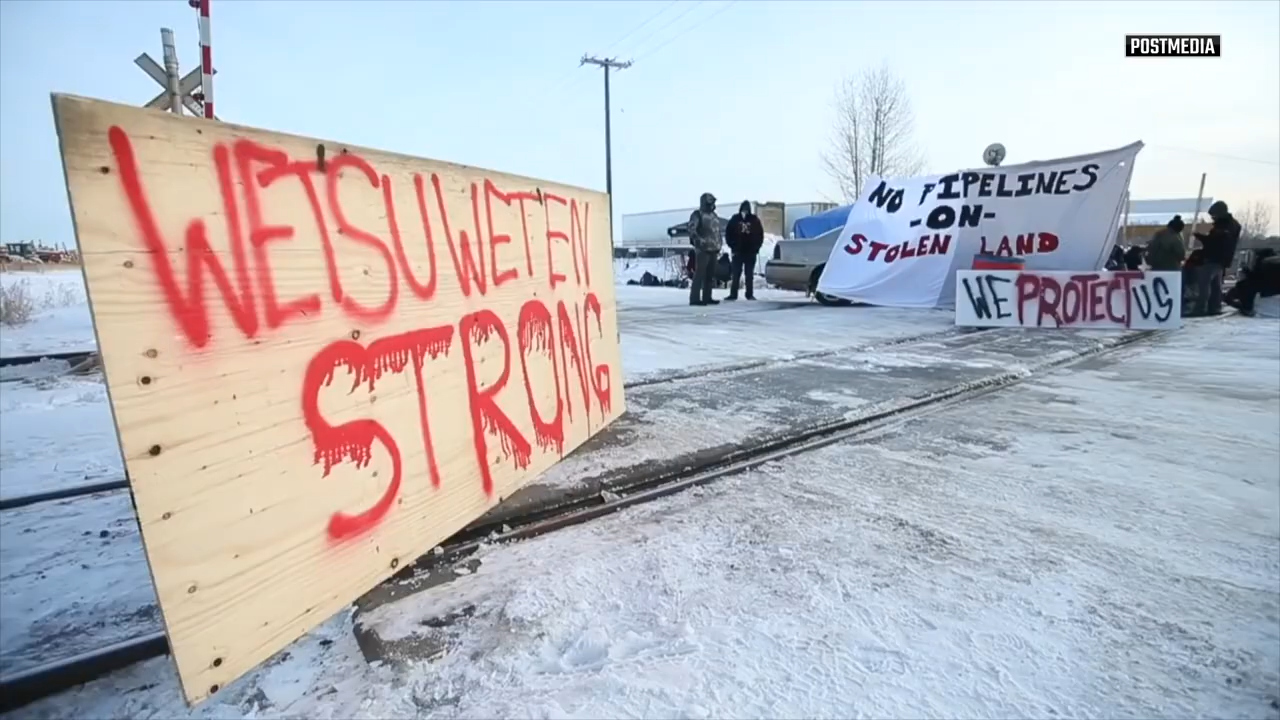 POSTMEDIA
WETSUWETEN
STRONG
NO PIPELINES
-ON-
STOLEN LAND
WE PROTECT US